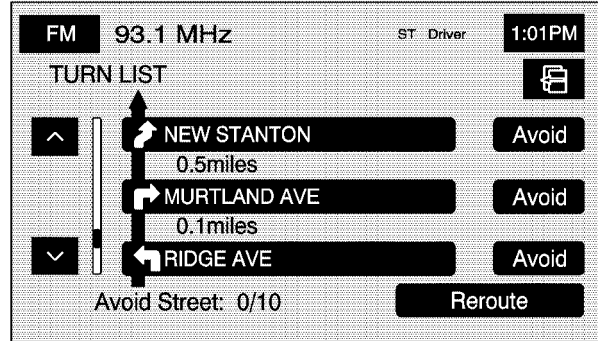 FM 93.1 MHz ST Driver 1:01PM
TURN LIST
NEW STANTON Avoid
0.5miles
MURTLAND AVE Avoid
0.1miles
RIDGE AVE Avoid
Avoid Street: 0/10 Reroute